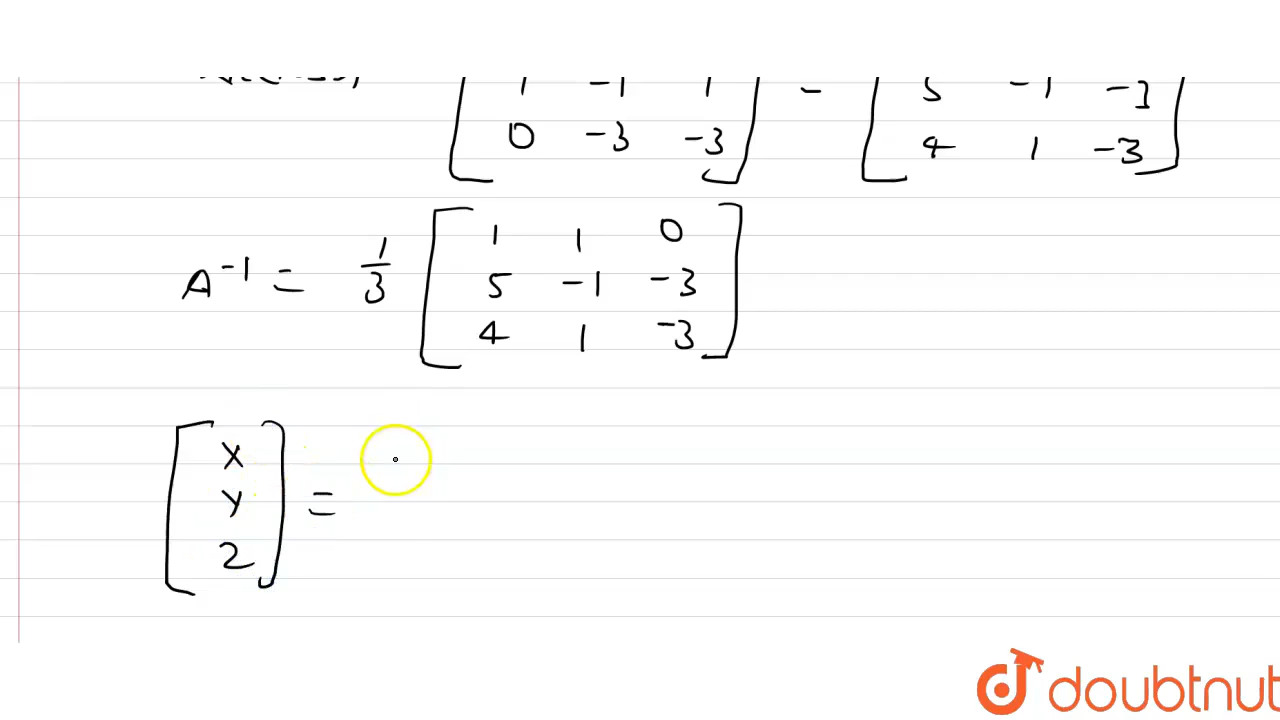 1 -1 1 = 5 -1 -3
0 -3 -3 4 1 -3
A⁻¹ = 1/3 [1 1 0
5 -1 -3
4 1 -3]
[x
y =
z]
doubtnut